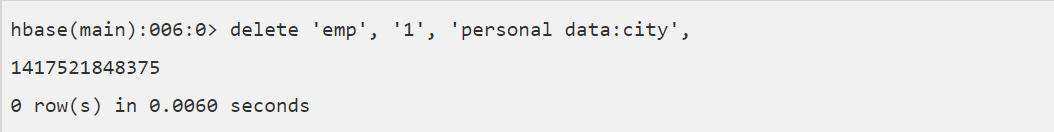 hbase(main):006:0> delete 'emp', '1', 'personal data:city',
1417521848375
0 row(s) in 0.0060 seconds